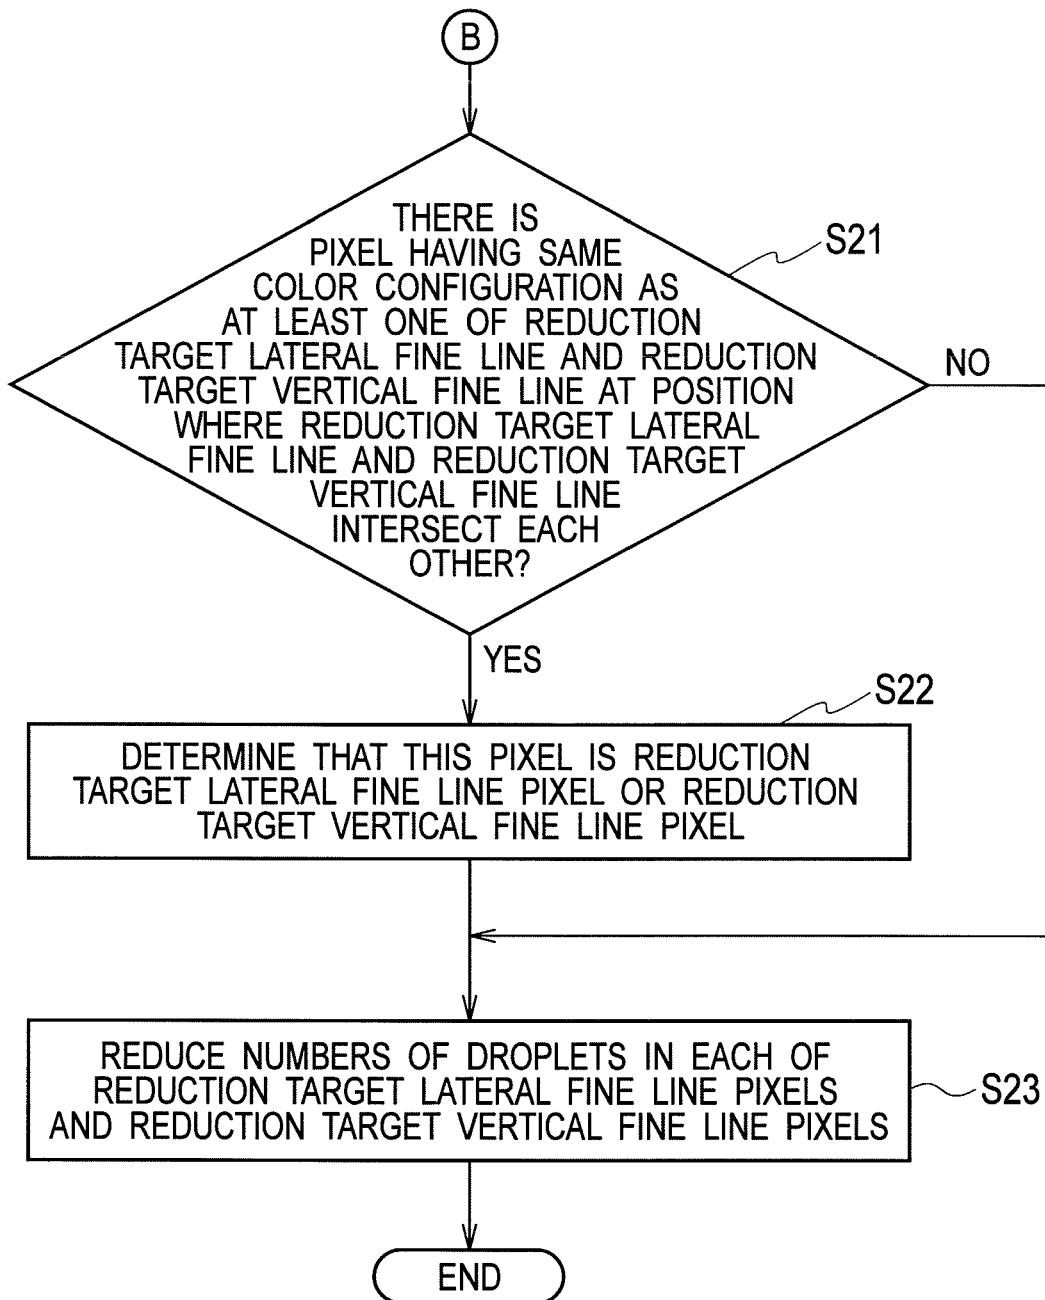 B
THERE IS
PIXEL HAVING SAME
COLOR CONFIGURATION AS
AT LEAST ONE OF REDUCTION
TARGET LATERAL FINE LINE AND REDUCTION
TARGET VERTICAL FINE LINE AT POSITION
WHERE REDUCTION TARGET LATERAL
FINE LINE AND REDUCTION TARGET
VERTICAL FINE LINE
INTERSECT EACH
OTHER?
S21
NO
YES
S22
DETERMINE THAT THIS PIXEL IS REDUCTION
TARGET LATERAL FINE LINE PIXEL OR REDUCTION
TARGET VERTICAL FINE LINE PIXEL
REDUCE NUMBERS OF DROPLETS IN EACH OF
REDUCTION TARGET LATERAL FINE LINE PIXELS
AND REDUCTION TARGET VERTICAL FINE LINE PIXELS
S23
END